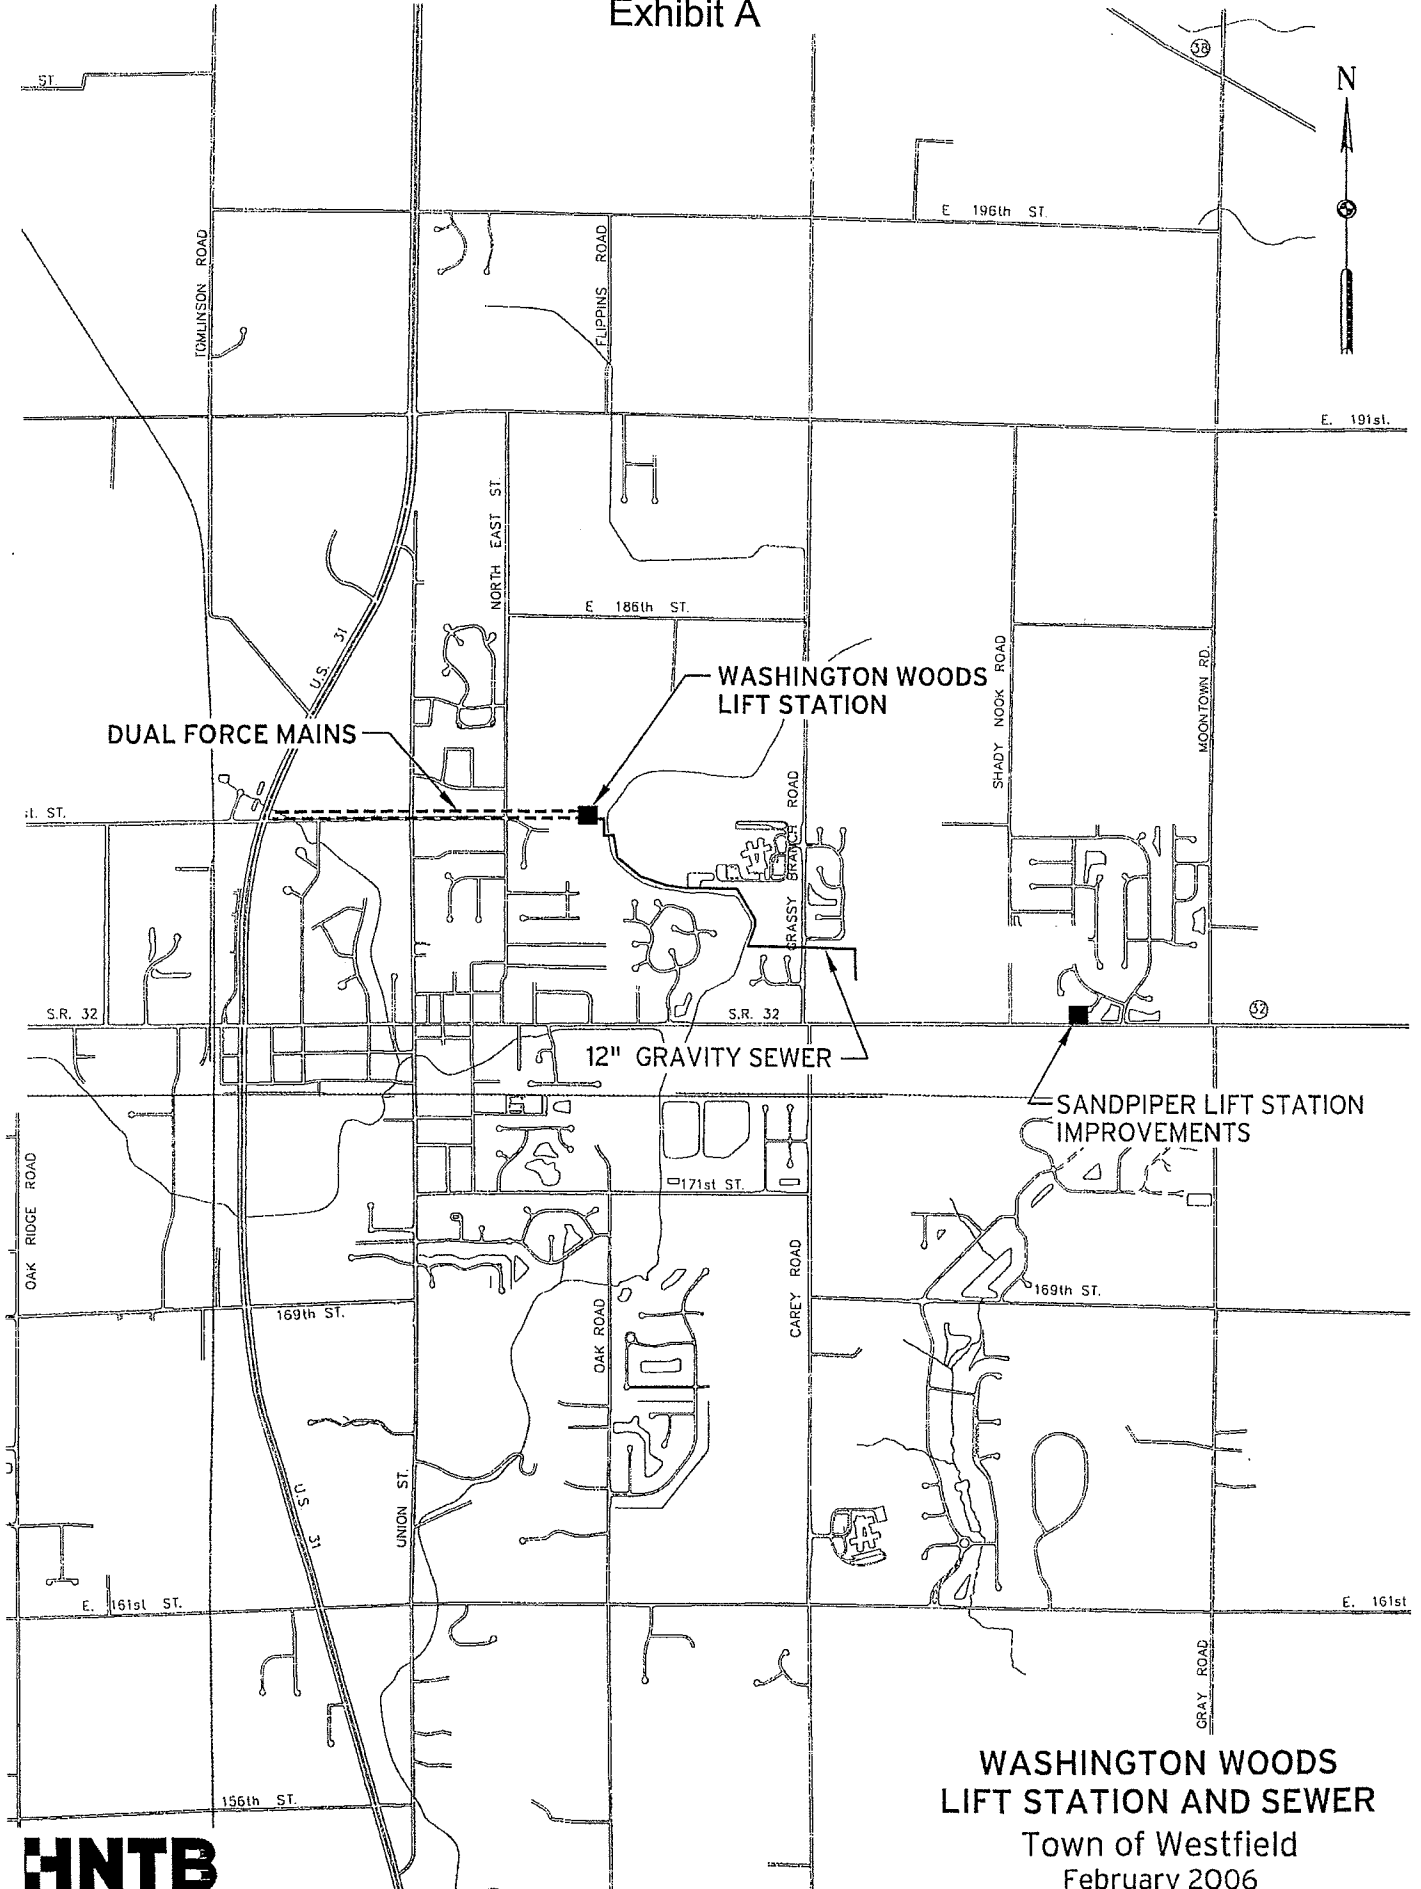 Exhibit A
38
N
ST.
E 196th ST.
TOMLINSON ROAD
FLIPPINS ROAD
E. 191st.
NORTH EAST ST.
E 186th ST.
U.S. 31
SHADY NOOK ROAD
MOONTOWN RD.
WASHINGTON WOODS
LIFT STATION
DUAL FORCE MAINS
t. ST.
GRASSY BRANCH ROAD
S.R. 32
S.R. 32
32
12" GRAVITY SEWER
SANDPIPER LIFT STATION
IMPROVEMENTS
OAK RIDGE ROAD
171st ST.
CAREY ROAD
169th ST.
169th ST.
OAK ROAD
U.S 31
UNION ST.
E. 161st ST.
E. 161st
GRAY ROAD
156th ST.
WASHINGTON WOODS
LIFT STATION AND SEWER
Town of Westfield
February 2006
HNTB